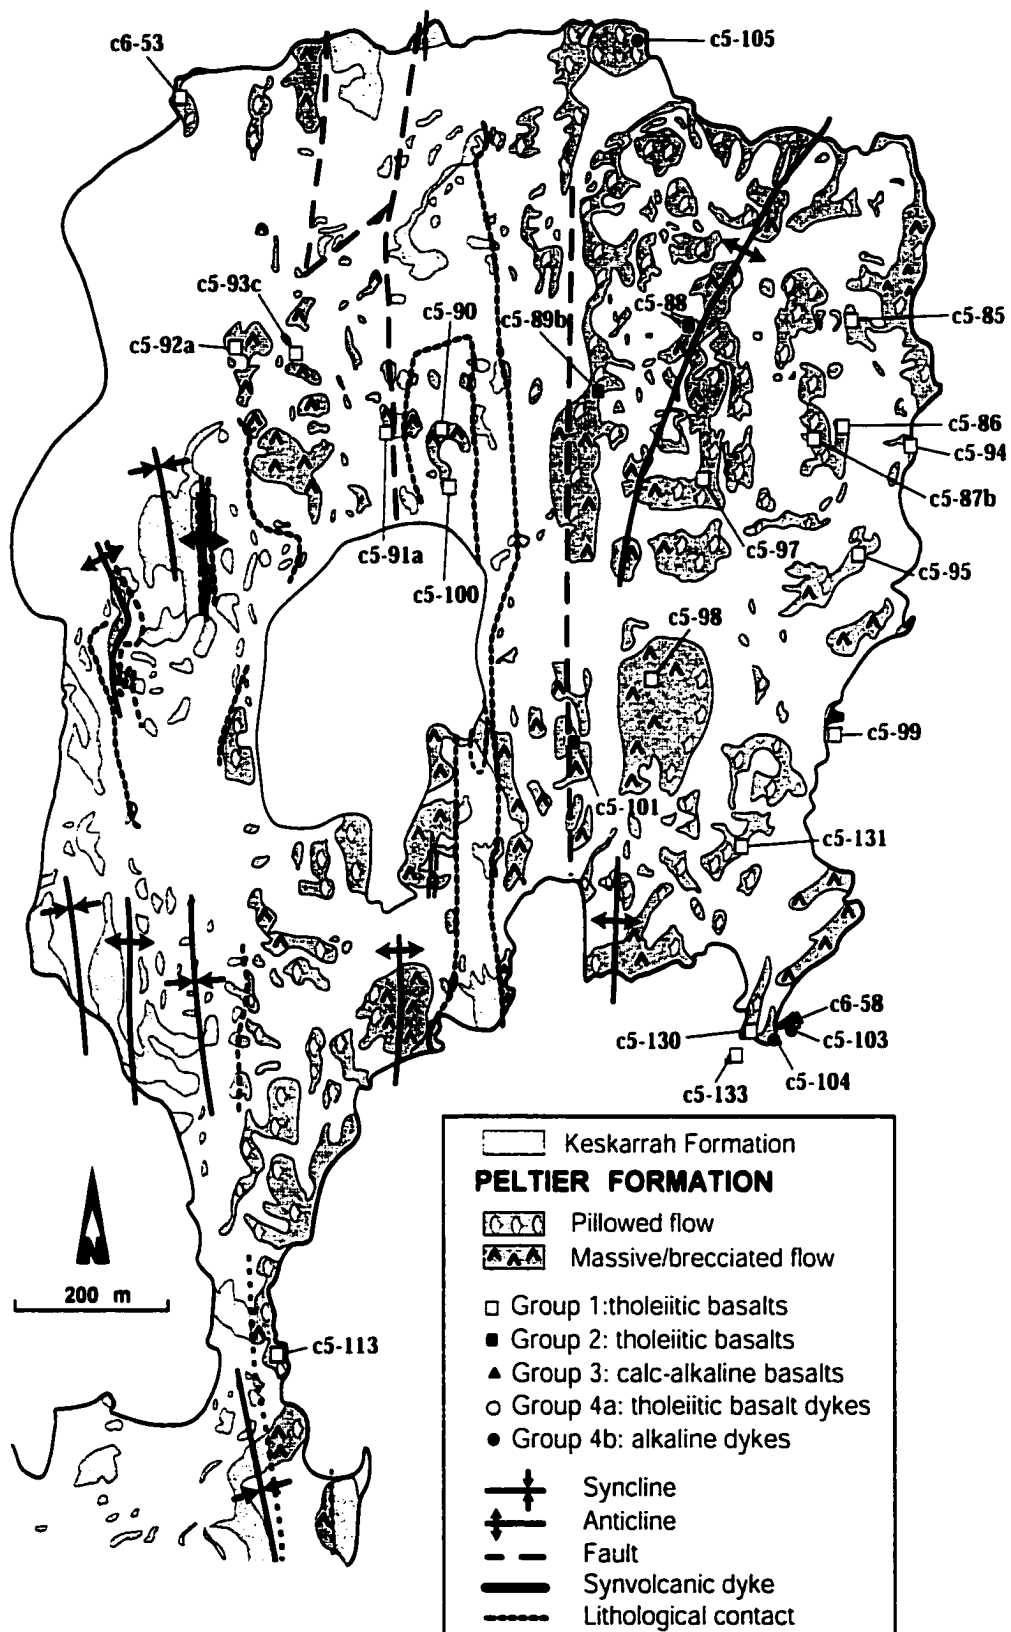 c6-53
c5-105
c5-93c
c5-90
c5-89b
c5-88
c5-85
c5-92a
c5-86
c5-94
c5-87b
c5-91a
c5-97
c5-95
c5-100
c5-98
c5-99
c5-101
c5-131
c6-58
c5-130
c5-103
c5-104
c5-133
N
200 m
c5-113
Keskarrah Formation
PELTIER FORMATION
Pillowed flow
Massive/brecciated flow
Group 1:tholeiitic basalts
Group 2: tholeiitic basalts
Group 3: calc-alkaline basalts
Group 4a: tholeiitic basalt dykes
Group 4b: alkaline dykes
Syncline
Anticline
Fault
Synvolcanic dyke
Lithological contact